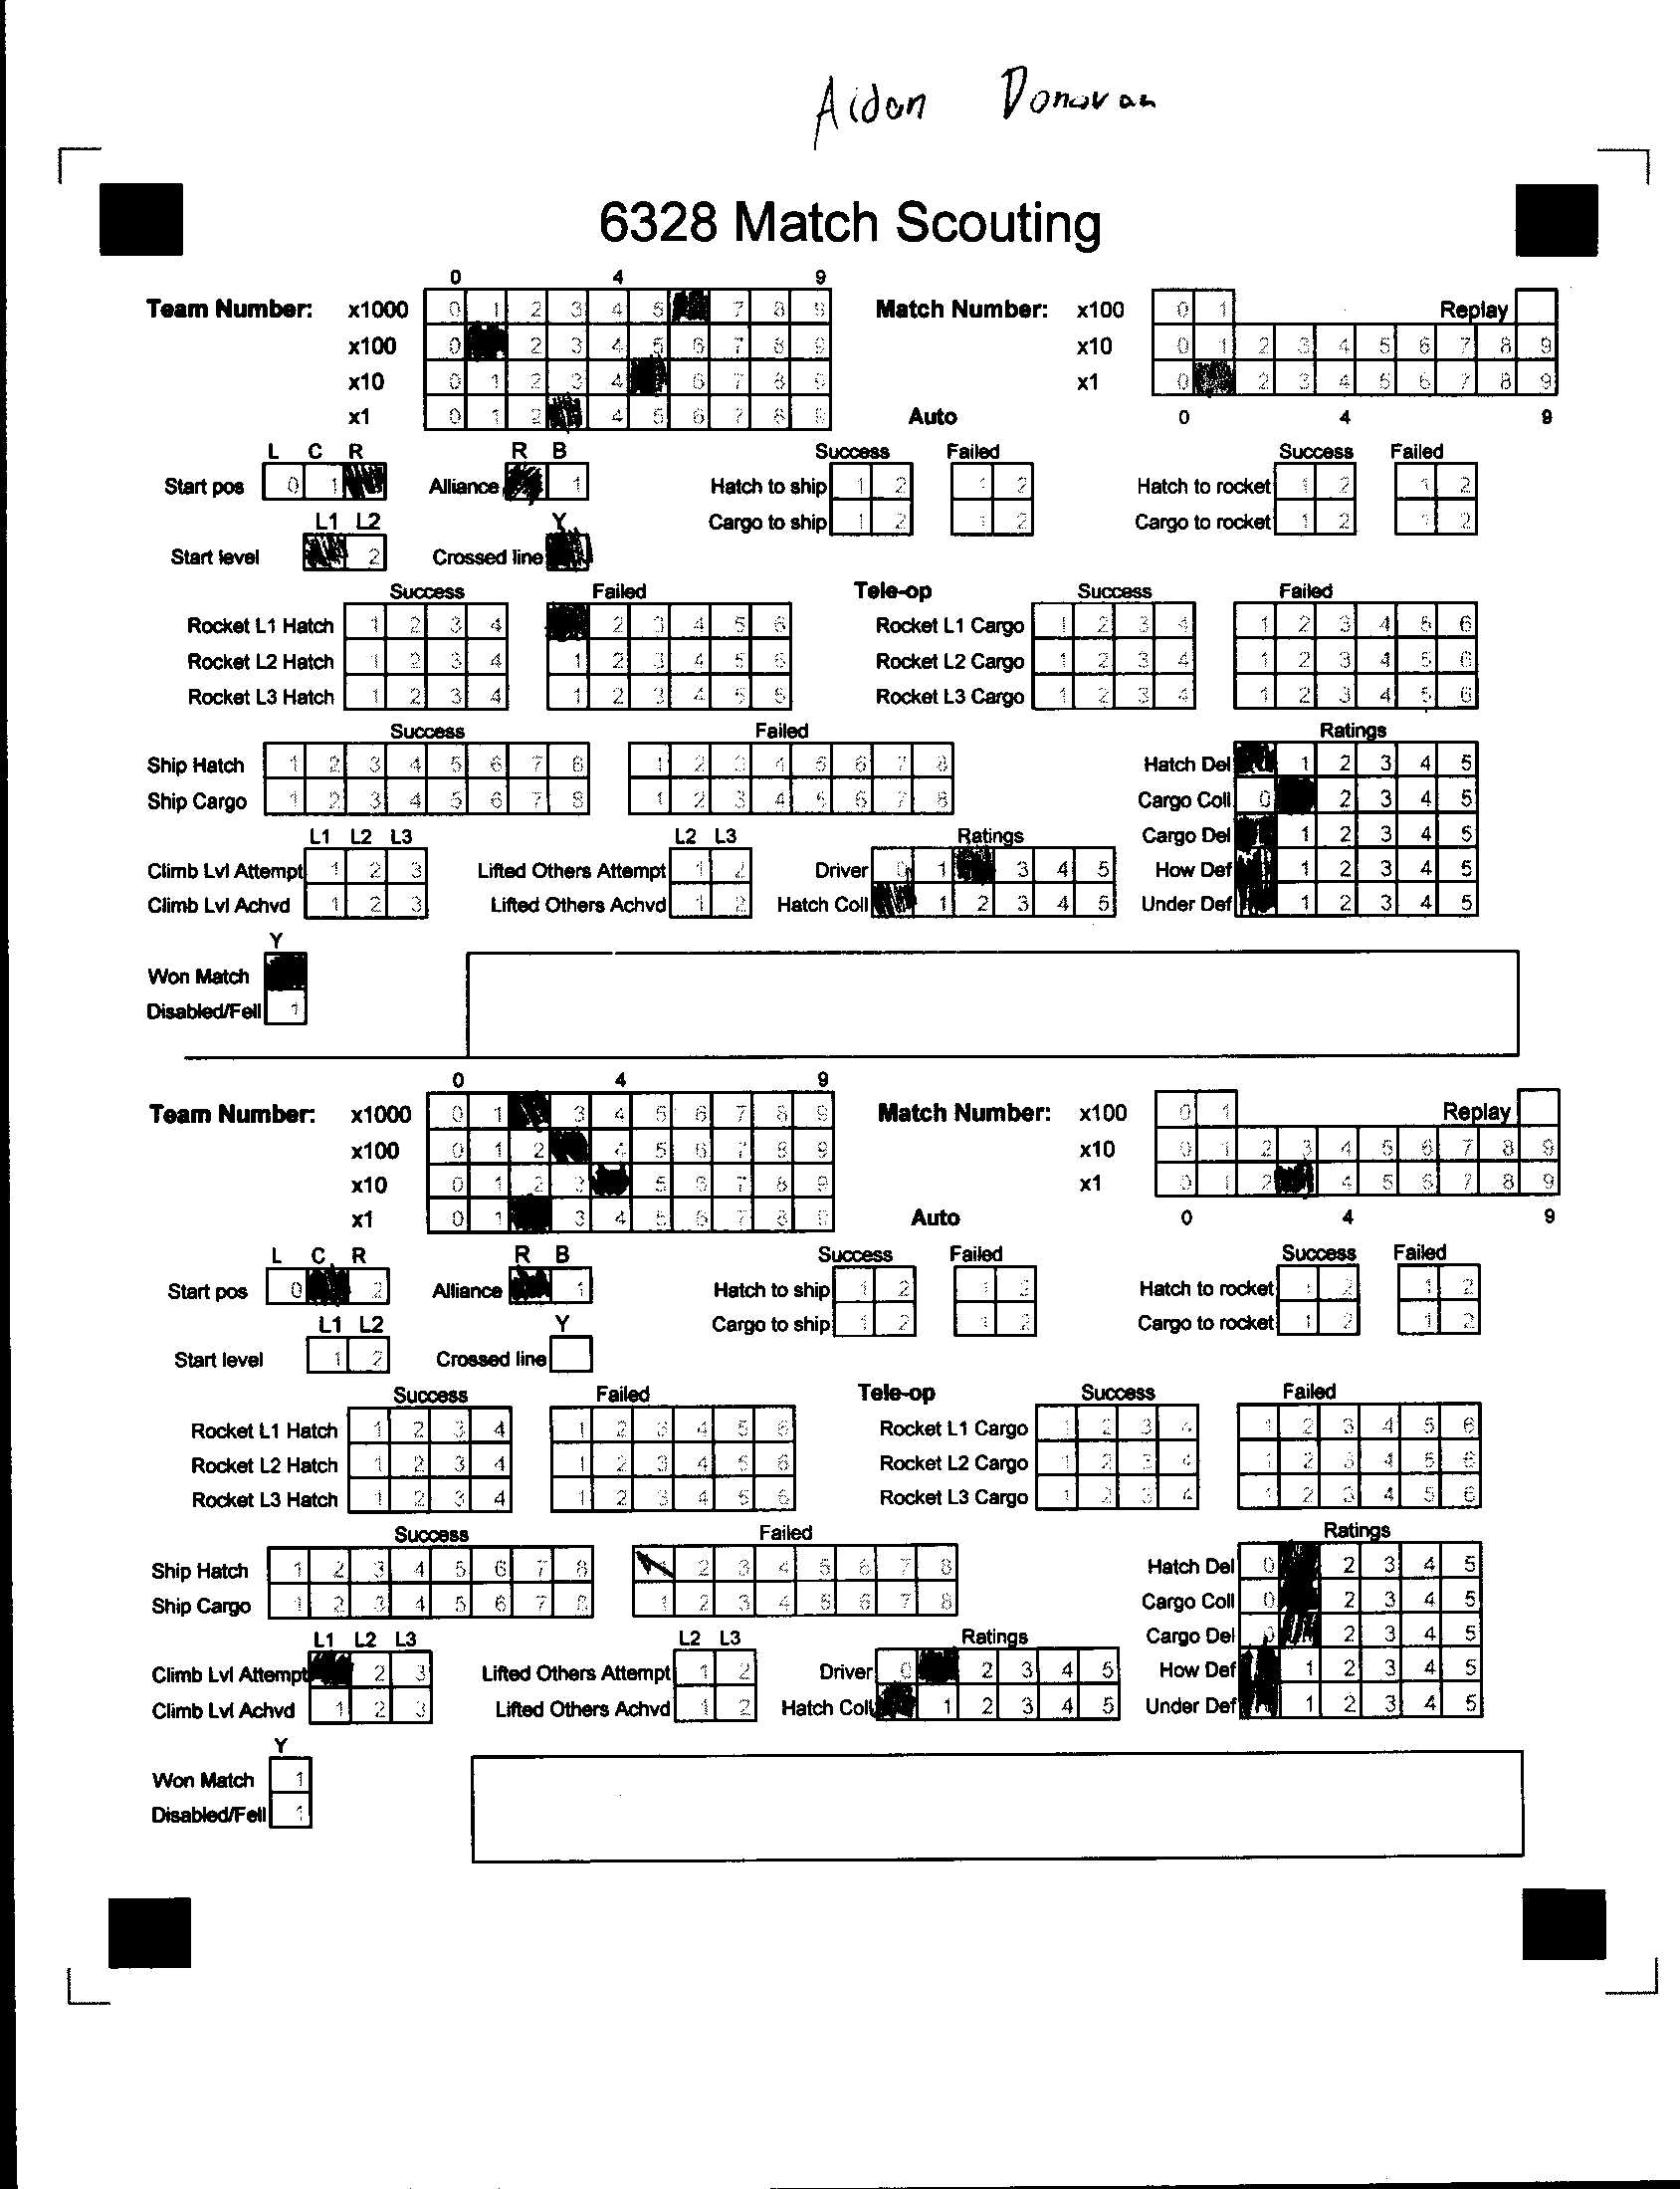 Aidan Donovan
6328 Match Scouting
0 4 9
Team Number: x1000 0 1 2 3 4 5 7 8 9 Match Number: x100 0 1 Replay
x100 0 2 3 4 5 6 7 8 9 x10 0 1 2 3 4 5 6 7 8 9
x10 0 1 2 3 4 6 7 8 9 x1 0 2 3 4 5 6 7 8 9
x1 0 1 2 4 5 6 7 8 9 Auto 0 4 9
L C R R B Success Failed Success Failed
Start pos 0 1 Alliance 1 Hatch to ship 1 2 1 2 Hatch to rocket 1 2 1 2
L1 L2 Y Cargo to ship 1 2 1 2 Cargo to rocket 1 2 1 2
Start level 2 Crossed line
Success Failed Tele-op Success Failed
Rocket L1 Hatch 1 2 3 4 2 3 4 5 6 Rocket L1 Cargo 1 2 3 4 1 2 3 4 5 6
Rocket L2 Hatch 1 2 3 4 1 2 3 4 5 6 Rocket L2 Cargo 1 2 3 4 1 2 3 4 5 6
Rocket L3 Hatch 1 2 3 4 1 2 3 4 5 6 Rocket L3 Cargo 1 2 3 4 1 2 3 4 5 6
Success Failed Ratings
Ship Hatch 1 2 3 4 5 6 7 8 1 2 3 4 5 6 7 8 Hatch Del 1 2 3 4 5
Ship Cargo 1 2 3 4 5 6 7 8 1 2 3 4 5 6 7 8 Cargo Coll 0 2 3 4 5
L1 L2 L3 L2 L3 Ratings Cargo Del 1 2 3 4 5
Climb Lvl Attempt 1 2 3 Lifted Others Attempt 1 2 Driver 0 1 3 4 5 How Def 1 2 3 4 5
Climb Lvl Achvd 1 2 3 Lifted Others Achvd 1 2 Hatch Coll 1 2 3 4 5 Under Def 1 2 3 4 5
Y
Won Match
Disabled/Fell 1
0 4 9
Team Number: x1000 0 1 3 4 5 6 7 8 9 Match Number: x100 0 1 Replay
x100 0 1 2 4 5 6 7 8 9 x10 0 1 2 3 4 5 6 7 8 9
x10 0 1 2 3 5 6 7 8 9 x1 0 1 2 4 5 6 7 8 9
x1 0 1 3 4 5 6 7 8 9 Auto 0 4 9
L C R R B Success Failed Success Failed
Start pos 0 2 Alliance 1 Hatch to ship 1 2 1 2 Hatch to rocket 1 2 1 2
L1 L2 Y Cargo to ship 1 2 1 2 Cargo to rocket 1 2 1 2
Start level 1 2 Crossed line
Success Failed Tele-op Success Failed
Rocket L1 Hatch 1 2 3 4 1 2 3 4 5 6 Rocket L1 Cargo 1 2 3 4 1 2 3 4 5 6
Rocket L2 Hatch 1 2 3 4 1 2 3 4 5 6 Rocket L2 Cargo 1 2 3 4 1 2 3 4 5 6
Rocket L3 Hatch 1 2 3 4 1 2 3 4 5 6 Rocket L3 Cargo 1 2 3 4 1 2 3 4 5 6
Success Failed Ratings
Ship Hatch 1 2 3 4 5 6 7 8 2 3 4 5 6 7 8 Hatch Del 0 2 3 4 5
Ship Cargo 1 2 3 4 5 6 7 8 1 2 3 4 5 6 7 8 Cargo Coll 0 2 3 4 5
L1 L2 L3 L2 L3 Ratings Cargo Del 0 2 3 4 5
Climb Lvl Attempt 2 3 Lifted Others Attempt 1 2 Driver 0 2 3 4 5 How Def 1 2 3 4 5
Climb Lvl Achvd 1 2 3 Lifted Others Achvd 1 2 Hatch Coll 1 2 3 4 5 Under Def 1 2 3 4 5
Y
Won Match 1
Disabled/Fell 1